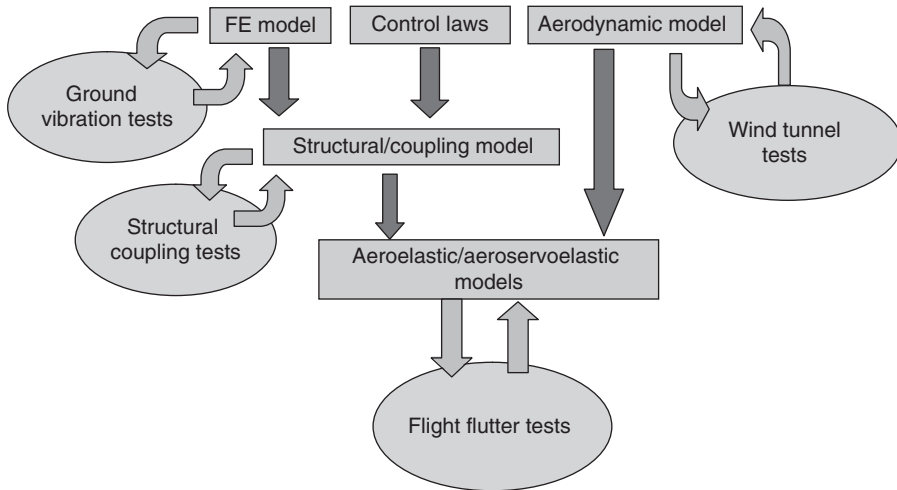 FE model
Control laws
Aerodynamic model
Ground
vibration tests
Wind tunnel
tests
Structural/coupling model
Structural
coupling tests
Aeroelastic/aeroservoelastic
models
Flight flutter tests